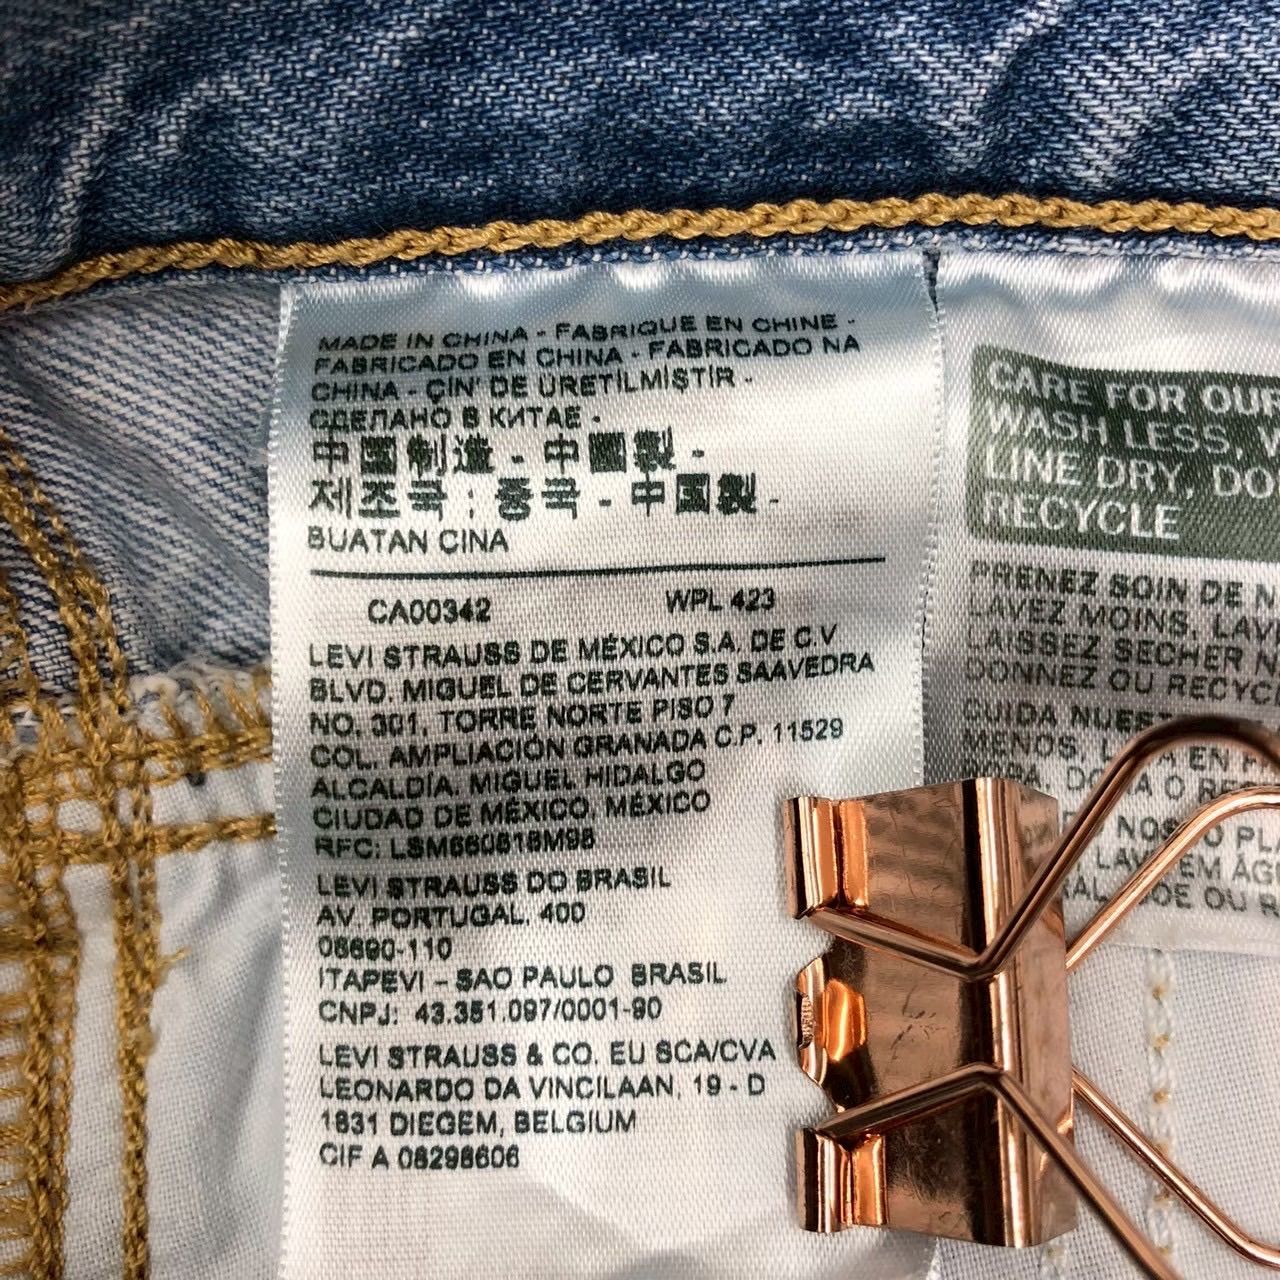 MADE IN CHINA - FABRIQUE EN CHINE -
FABRICADO EN CHINA - FABRICADO NA
CHINA - ÇİN' DE ÜRETİLMİŞTİR -
СДЕЛАНО В КИТАЕ -
中国制造 - 中國製 -
제조국 : 중국 - 中国製 -
BUATAN CINA
CA00342 WPL 423
LEVI STRAUSS DE MÉXICO S.A. DE C.V
BLVD. MIGUEL DE CERVANTES SAAVEDRA
NO. 301, TORRE NORTE PISO 7
COL. AMPLIACIÓN GRANADA C.P. 11529
ALCALDÍA. MIGUEL HIDALGO
CIUDAD DE MÉXICO, MÉXICO
RFC: LSM660618M98
LEVI STRAUSS DO BRASIL
AV. PORTUGAL, 400
06690-110
ITAPEVI – SAO PAULO BRASIL
CNPJ: 43.351.097/0001-90
LEVI STRAUSS & CO. EU SCA/CVA
LEONARDO DA VINCILAAN, 19 - D
1831 DIEGEM, BELGIUM
CIF A 08298606
CARE FOR OUR
WASH LESS,
LINE DRY,
RECYCLE
PRENEZ SOIN DE
LAVEZ MOINS,
LAISSEZ SECHER
DONNEZ OU
CUIDA
MENOS,
EN
O
OU